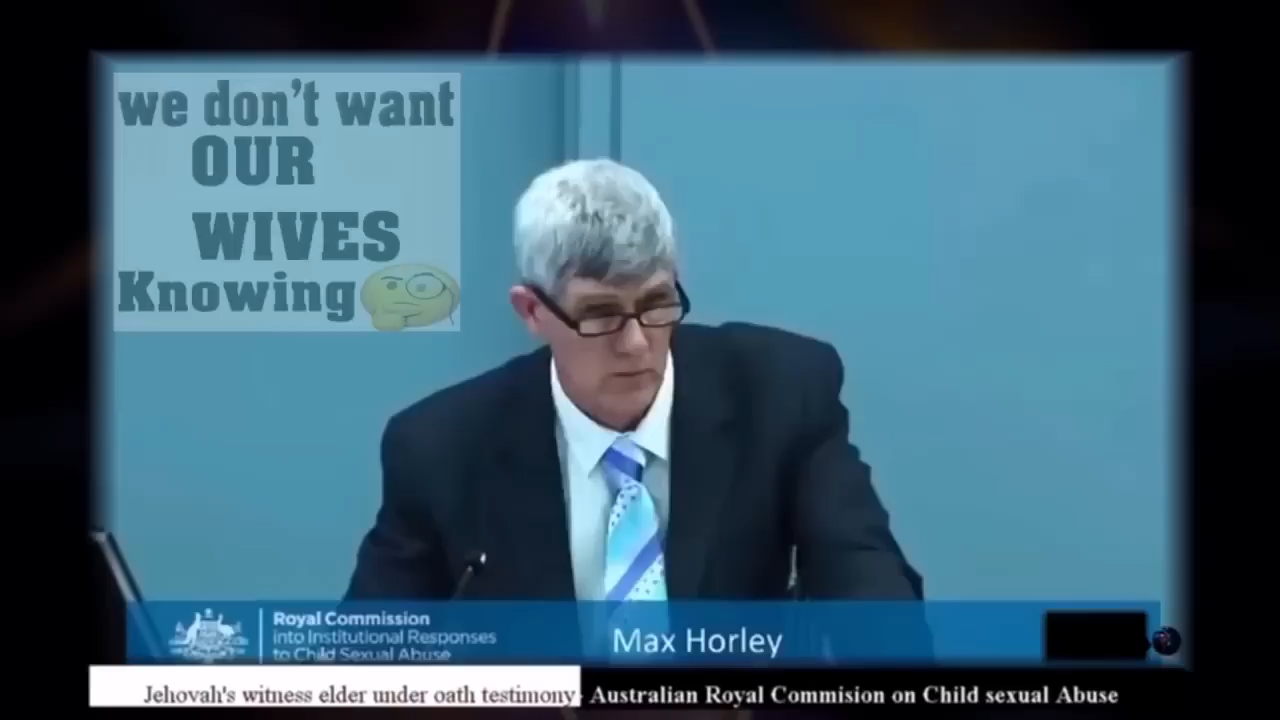 we don't want
OUR
WIVES
Knowing
Royal Commission
into Institutional Responses
to Child Sexual Abuse
Max Horley
Jehovah's witness elder under oath testimony - Australian Royal Commision on Child sexual Abuse